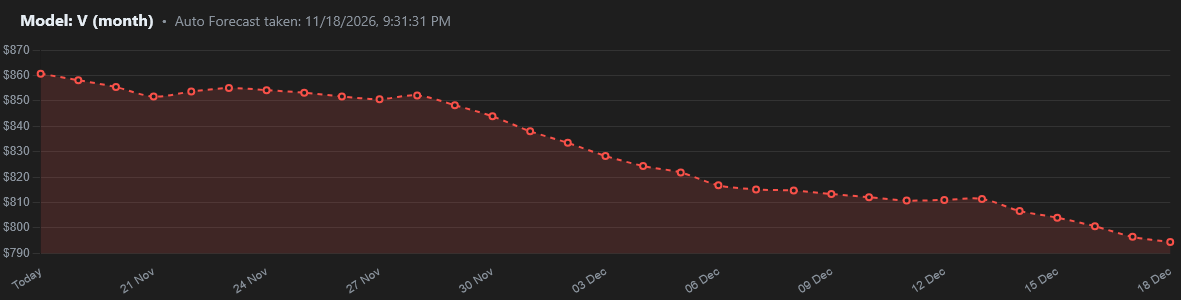 Model: V (month) • Auto Forecast taken: 11/18/2026, 9:31:31 PM
$870
$860
$850
$840
$830
$820
$810
$800
$790
Today
21 Nov
24 Nov
27 Nov
30 Nov
03 Dec
06 Dec
09 Dec
12 Dec
15 Dec
18 Dec